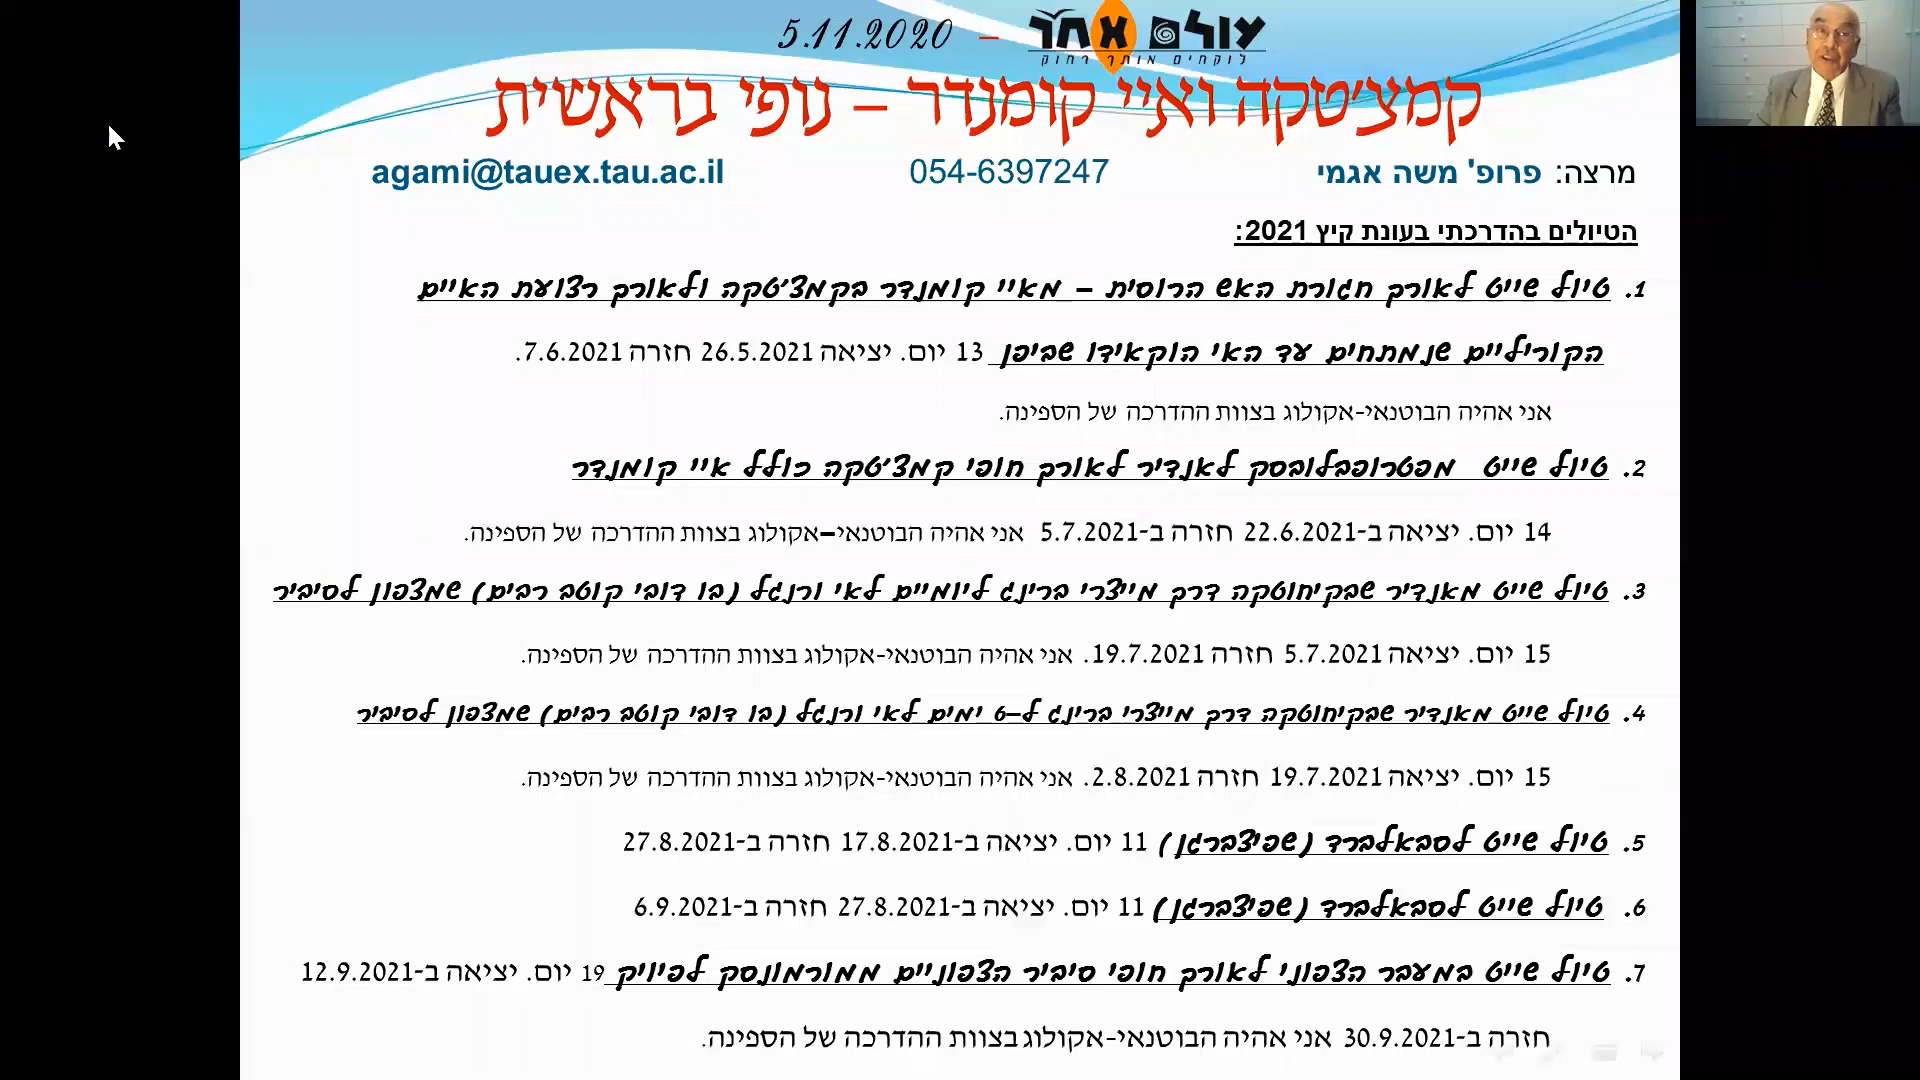 עולם אחר – 5.11.2020
לוקחים אותך רחוק
קמצ'טקה ואיי קומנדר – נופי בראשית
מרצה: פרופ' משה אגמי 054-6397247 agami@tauex.tau.ac.il
הטיולים בהדרכתי בעונת קיץ 2021:
1. טיול שייט לאורך חגורת האש הרוסית – מאיי קומנדר בקמצ'טקה ולאורך רצועת האיים
הקוריליים שנמתחים עד האי הוקאידו שביפן 13 יום. יציאה 26.5.2021 חזרה 7.6.2021.
אני אהיה הבוטנאי-אקולוג בצוות ההדרכה של הספינה.
2. טיול שייט מפטרופבלובסק לאנדיר לאורך חופי קמצ'טקה כולל איי קומנדר
14 יום. יציאה ב-22.6.2021 חזרה ב-5.7.2021 אני אהיה הבוטנאי–אקולוג בצוות ההדרכה של הספינה.
3. טיול שייט מאנדיר שבקיחוטקה דרך מייצרי ברינג ליומיים לאי ורנגל (בו דובי קוטב רבים) שמצפון לסיביר
15 יום. יציאה 5.7.2021 חזרה 19.7.2021. אני אהיה הבוטנאי-אקולוג בצוות ההדרכה של הספינה.
4. טיול שייט מאנדיר שבקיחוטקה דרך מייצרי ברינג ל–6 ימים לאי ורנגל (בו דובי קוטב רבים) שמצפון לסיביר
15 יום. יציאה 19.7.2021 חזרה 2.8.2021. אני אהיה הבוטנאי-אקולוג בצוות ההדרכה של הספינה.
5. טיול שייט לסבאלברד (שפיצברגן) 11 יום. יציאה ב-17.8.2021 חזרה ב-27.8.2021
6. טיול שייט לסבאלברד (שפיצברגן) 11 יום. יציאה ב-27.8.2021 חזרה ב-6.9.2021
7. טיול שייט במעבר הצפוני לאורך חופי סיביר הצפוניים ממורמונסק לפיויק 19 יום. יציאה ב-12.9.2021
חזרה ב-30.9.2021 אני אהיה הבוטנאי-אקולוג בצוות ההדרכה של הספינה.